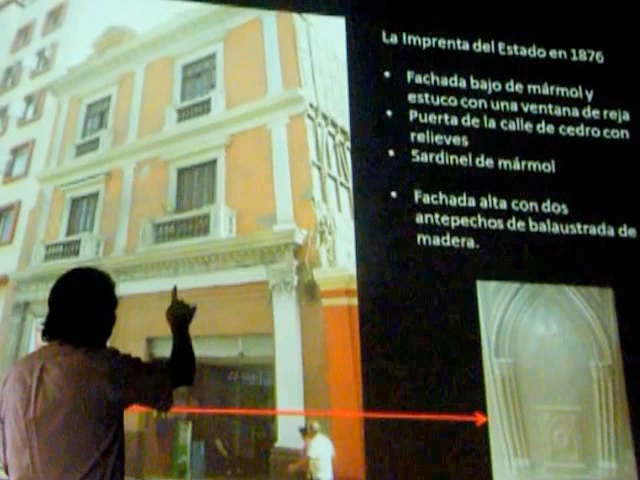 La Imprenta del Estado en 1876
• Fachada bajo de mármol y
estuco con una ventana de reja
• Puerta de la calle de cedro con
relieves
• Sardinel de mármol
• Fachada alta con dos
antepechos de balaustrada de
madera.